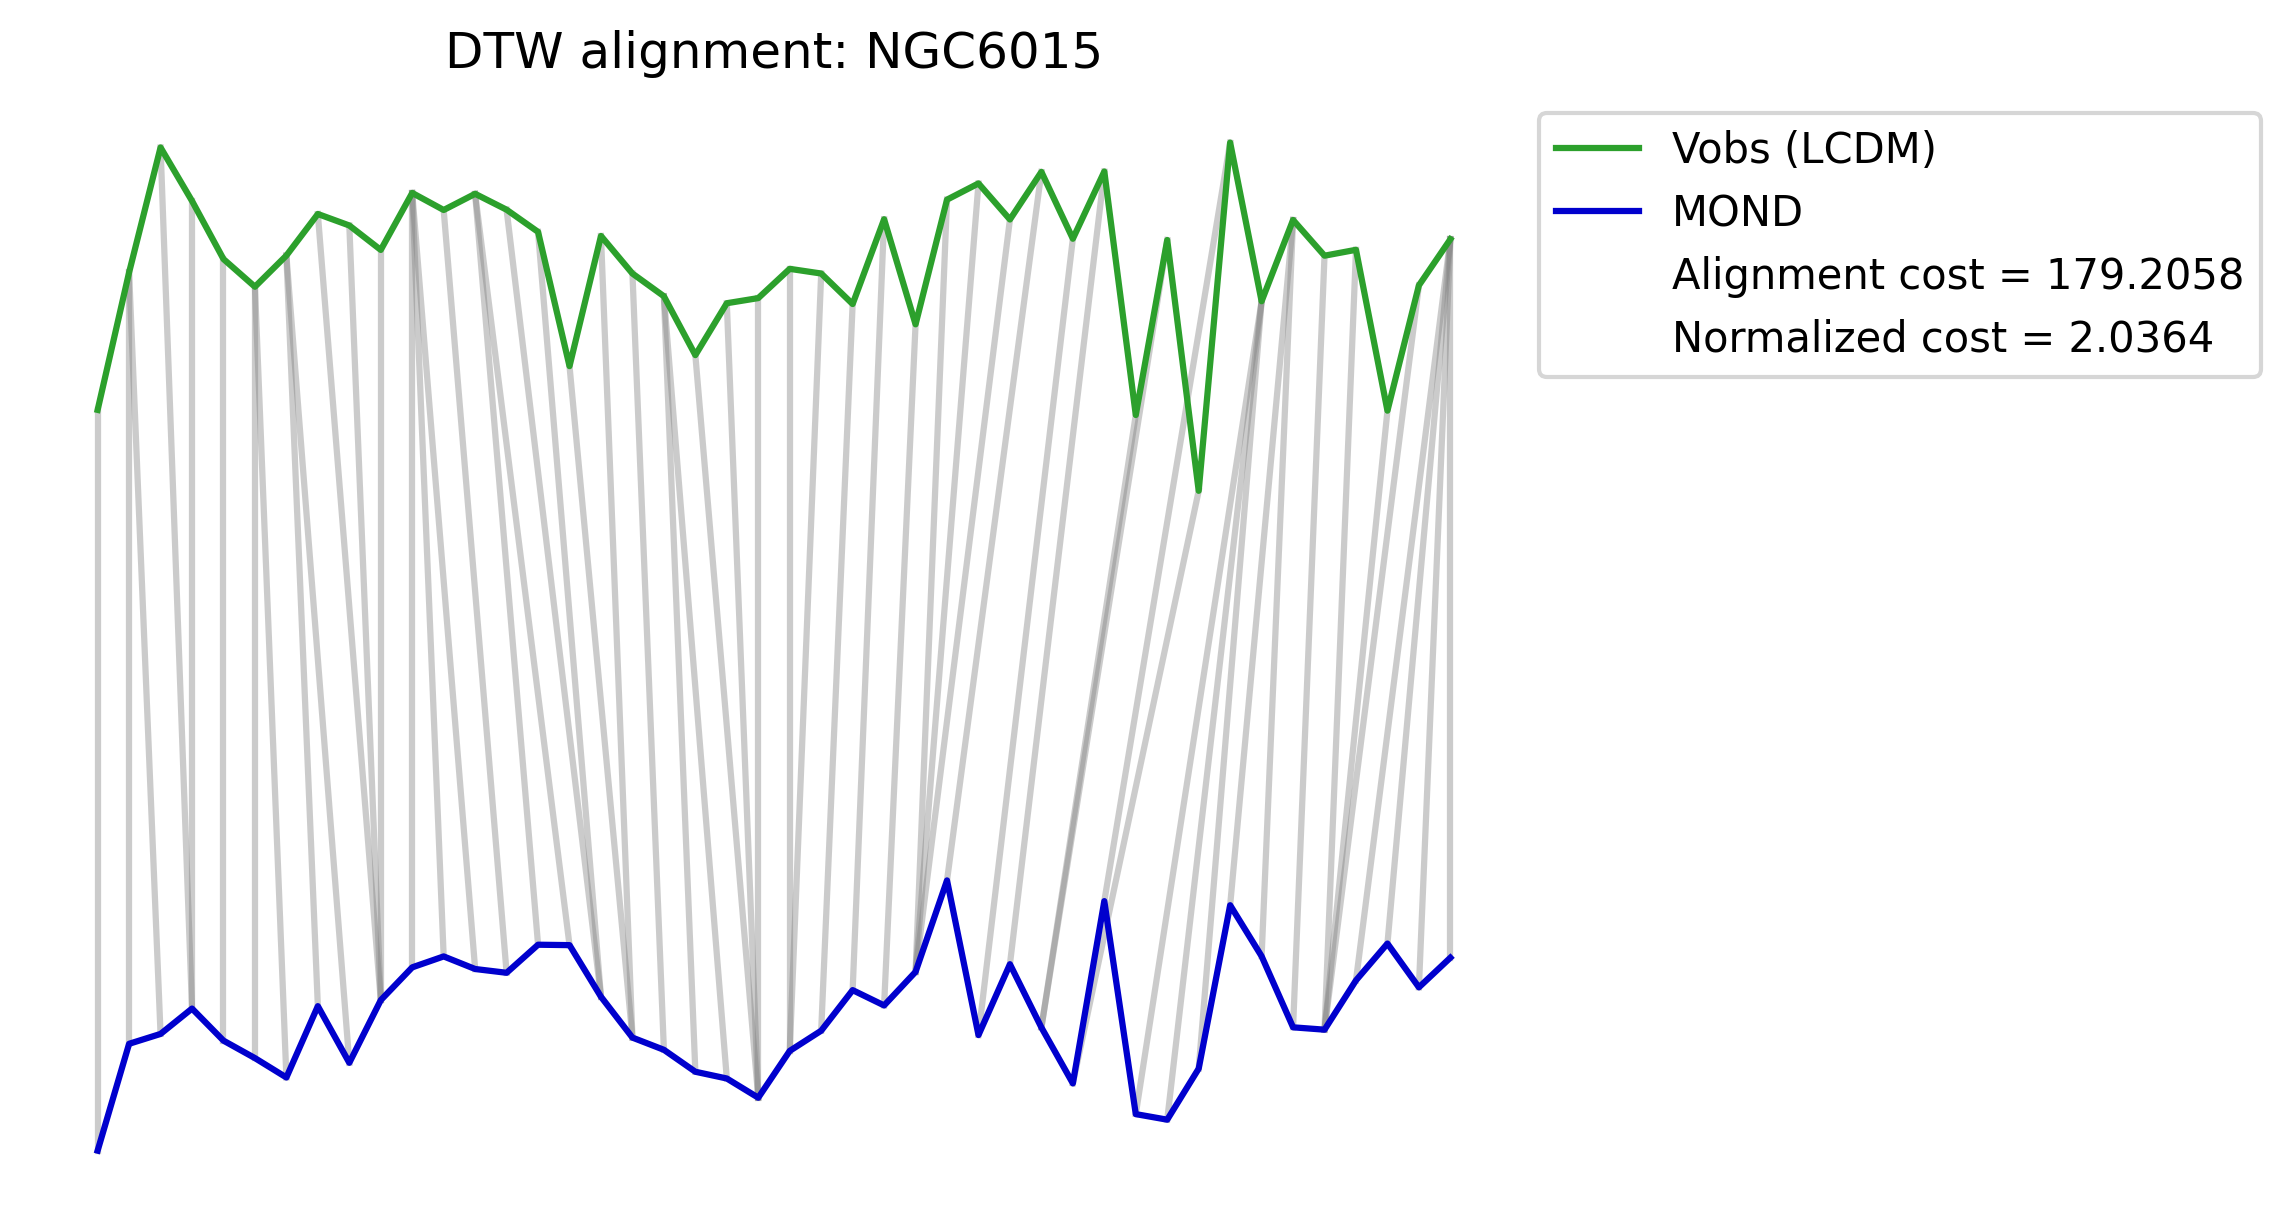 DTW alignment: NGC6015
Vobs (LCDM)
MOND
Alignment cost = 179.2058
Normalized cost = 2.0364